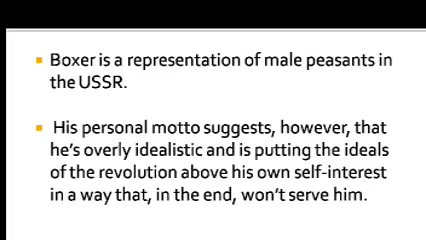 Boxer is a representation of male peasants in
the USSR.
His personal motto suggests, however, that
he's overly idealistic and is putting the ideals
of the revolution above his own self-interest
in a way that, in the end, won't serve him.